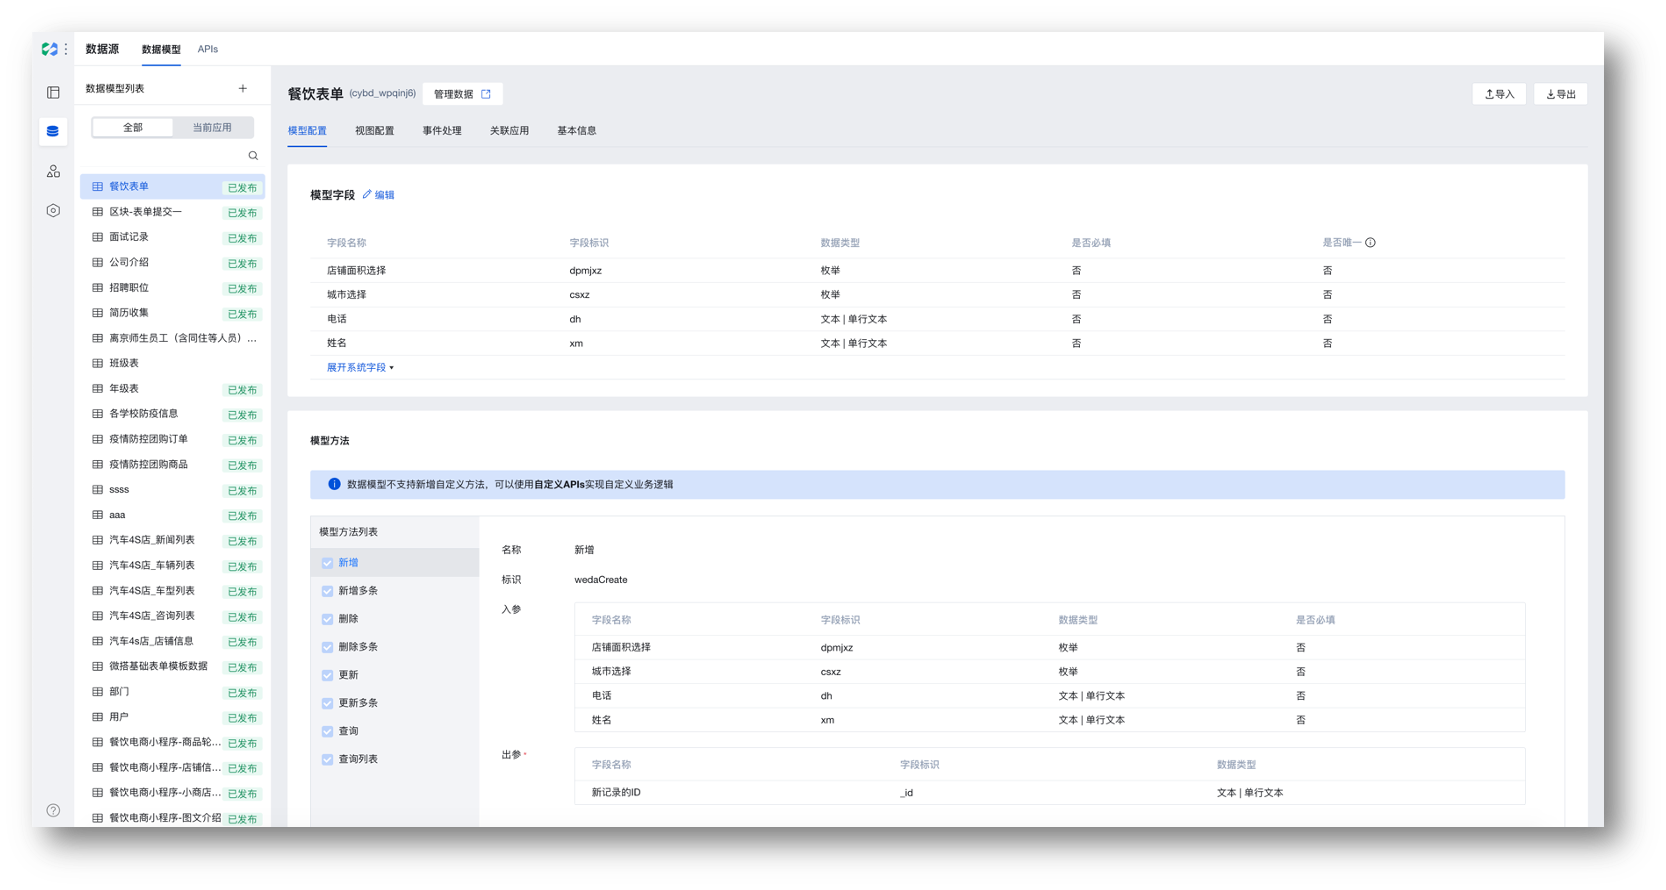 数据源 数据模型 APIs
数据模型列表 +
全部 当前应用
餐饮表单 已发布
区块-表单提交一 已发布
面试记录 已发布
公司介绍 已发布
招聘职位 已发布
简历收集 已发布
离京师生员工（含同住等人员）...
班级表
年级表 已发布
各学校防疫信息 已发布
疫情防控团购订单 已发布
疫情防控团购商品 已发布
ssss 已发布
aaa 已发布
汽车4S店_新闻列表 已发布
汽车4S店_车辆列表 已发布
汽车4S店_车型列表 已发布
汽车4S店_咨询列表 已发布
汽车4s店_店铺信息 已发布
微搭基础表单模板数据 已发布
部门 已发布
用户 已发布
餐饮电商小程序-商品轮... 已发布
餐饮电商小程序-店铺信... 已发布
餐饮电商小程序-小商店... 已发布
餐饮电商小程序-图文介绍 已发布
餐饮表单 (cybd_wpqinj6) 管理数据 导入 导出
模型配置 视图配置 事件处理 关联应用 基本信息
模型字段 编辑
字段名称 字段标识 数据类型 是否必填 是否唯一
店铺面积选择 dpmjxz 枚举 否 否
城市选择 csxz 枚举 否 否
电话 dh 文本 | 单行文本 否 否
姓名 xm 文本 | 单行文本 否 否
展开系统字段
模型方法
数据模型不支持新增自定义方法，可以使用自定义APIs实现自定义业务逻辑
模型方法列表
新增
新增多条
删除
删除多条
更新
更新多条
查询
查询列表
名称 新增
标识 wedaCreate
入参
字段名称 字段标识 数据类型 是否必填
店铺面积选择 dpmjxz 枚举 否
城市选择 csxz 枚举 否
电话 dh 文本 | 单行文本 否
姓名 xm 文本 | 单行文本 否
出参*
字段名称 字段标识 数据类型
新记录的ID _id 文本 | 单行文本